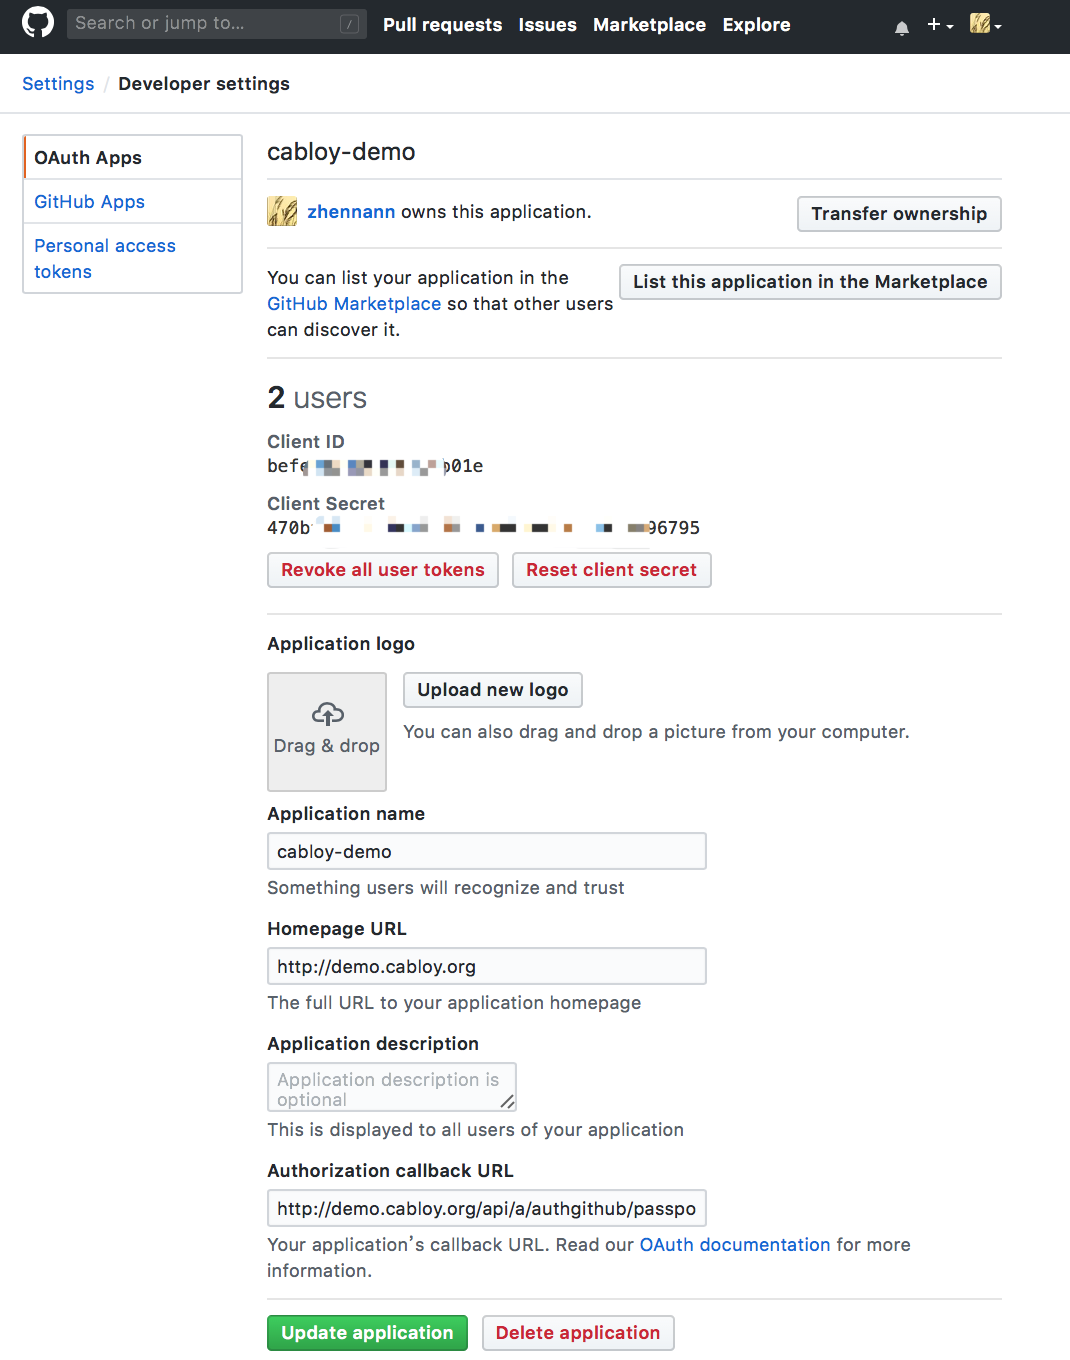 Search or jump to... /
Pull requests Issues Marketplace Explore
Settings / Developer settings
OAuth Apps
GitHub Apps
Personal access
tokens
cabloy-demo
zhennann owns this application.
Transfer ownership
You can list your application in the
GitHub Marketplace so that other users
can discover it.
List this application in the Marketplace
2 users
Client ID
befe 01e
Client Secret
470b 96795
Revoke all user tokens
Reset client secret
Application logo
Drag & drop
Upload new logo
You can also drag and drop a picture from your computer.
Application name
cabloy-demo
Something users will recognize and trust
Homepage URL
http://demo.cabloy.org
The full URL to your application homepage
Application description
Application description is
optional
This is displayed to all users of your application
Authorization callback URL
http://demo.cabloy.org/api/a/authgithub/passpo
Your application's callback URL. Read our OAuth documentation for more
information.
Update application
Delete application